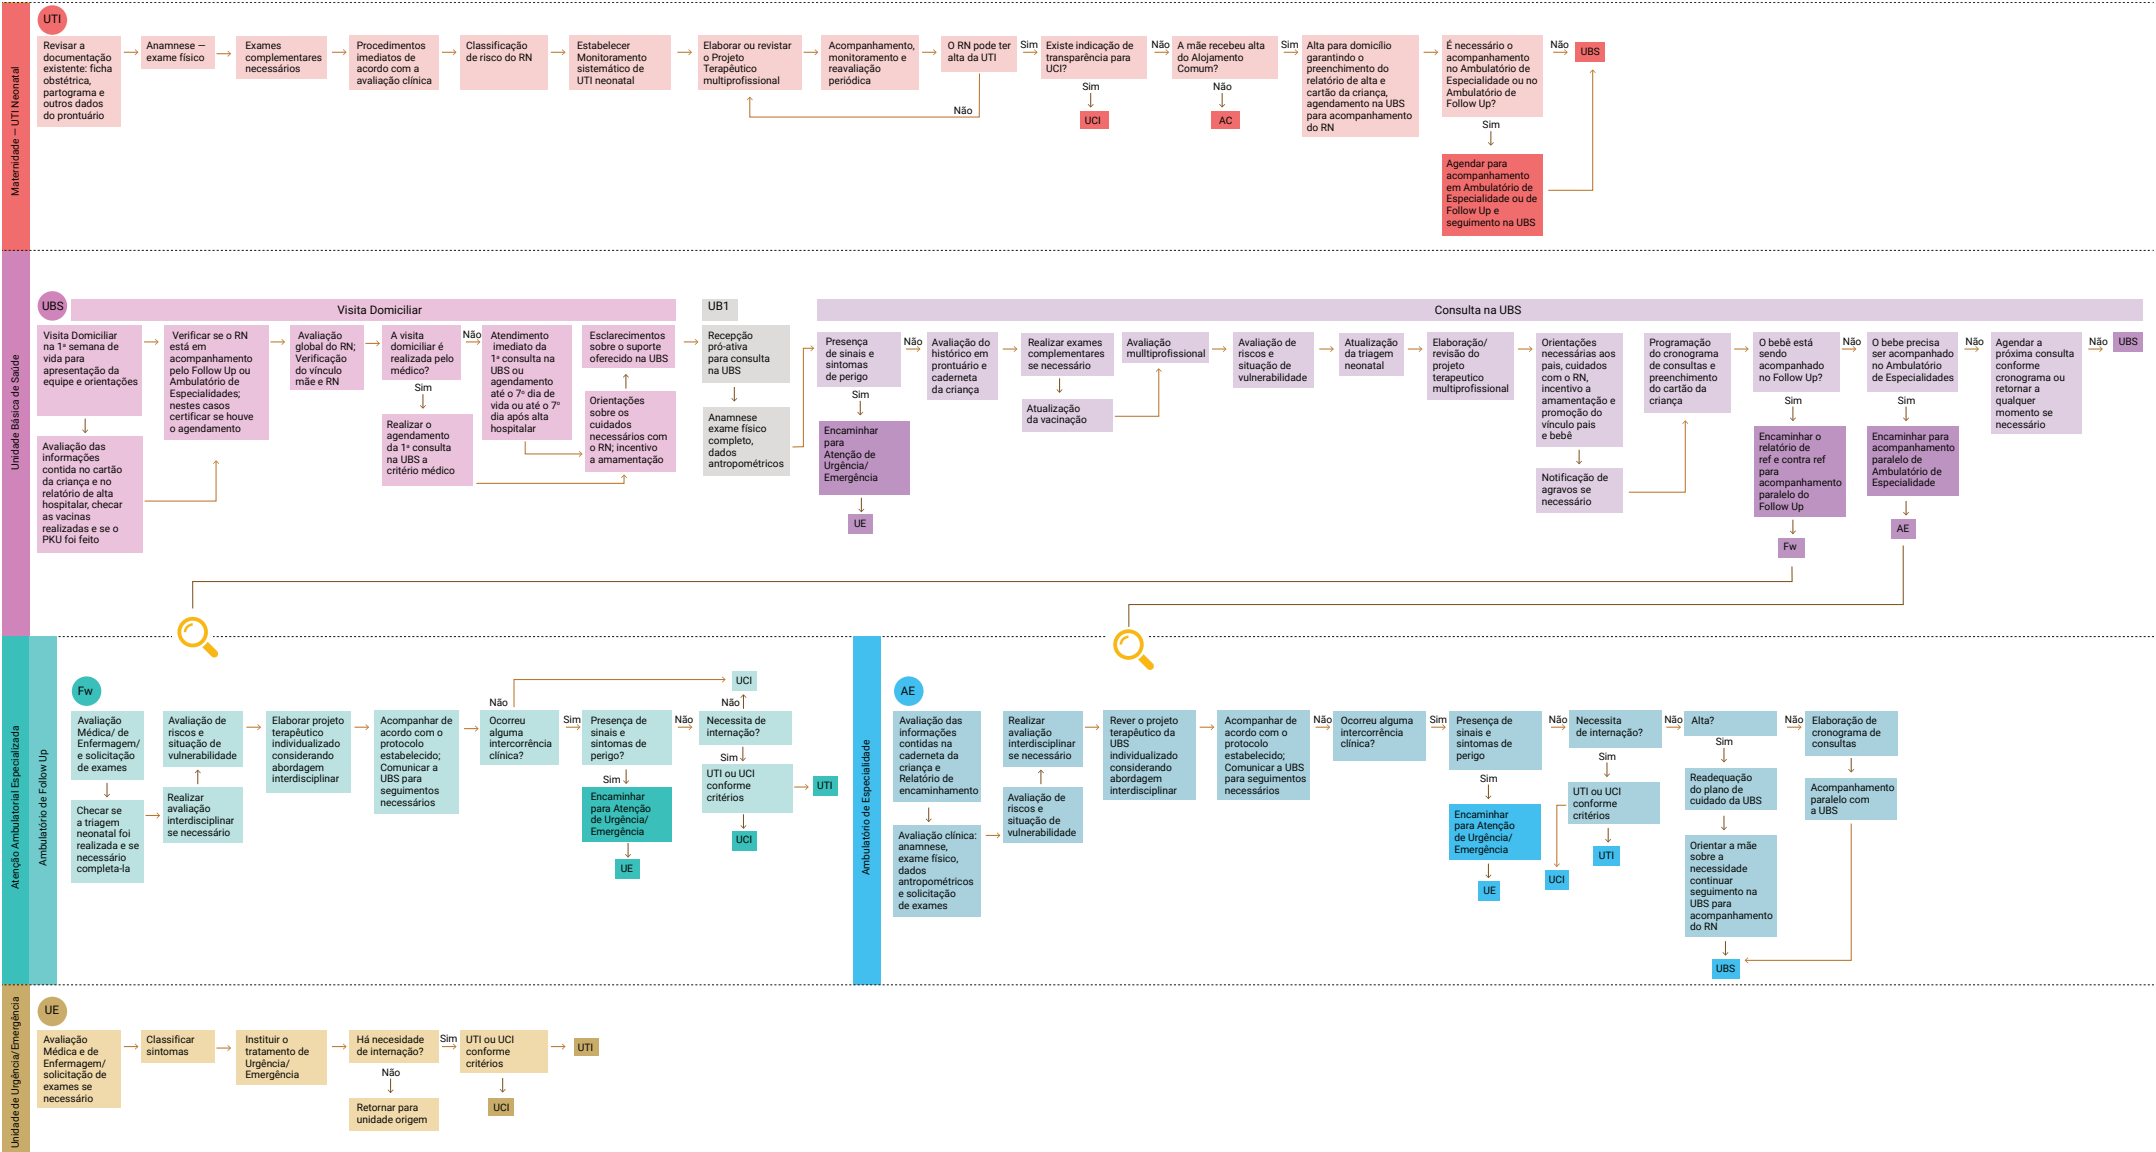 Maternidade — UTI Neonatal
UTI
Revisar a
documentação
existente: ficha
obstétrica,
partograma e
outros dados
do prontuário
Anamnese —
exame físico
Exames
complementares
necessários
Procedimentos
imediatos de
acordo com a
avaliação clínica
Classificação
de risco do RN
Estabelecer
Monitoramento
sistemático de
UTI neonatal
Elaborar ou revistar
o Projeto
Terapêutico
multiprofissional
Acompanhamento,
monitoramento e
reavaliação
periódica
O RN pode ter
alta da UTI
Não
Sim
Existe indicação de
transparência para
UCI?
Sim
UCI
Não
A mãe recebeu alta
do Alojamento
Comum?
Não
AC
Sim
Alta para domicílio
garantindo o
preenchimento do
relatório de alta e
cartão da criança,
agendamento na UBS
para acompanhamento
do RN
É necessário o
acompanhamento
no Ambulatório de
Especialidade ou no
Ambulatório de
Follow Up?
Não
UBS
Sim
Agendar para
acompanhamento
em Ambulatório de
Especialidade ou de
Follow Up e
seguimento na UBS
Unidade Básica de Saúde
UBS
Visita Domiciliar
Visita Domiciliar
na 1ª semana de
vida para
apresentação da
equipe e orientações
Avaliação das
informações
contida no cartão
da criança e no
relatório de alta
hospitalar, checar
as vacinas
realizadas e se o
PKU foi feito
Verificar se o RN
está em
acompanhamento
pelo Follow Up ou
Ambulatório de
Especialidades;
nestes casos
certificar se houve
o agendamento
Avaliação
global do RN;
Verificação
do vínculo
mãe e RN
A visita
domiciliar é
realizada pelo
médico?
Sim
Realizar o
agendamento
da 1ª consulta
na UBS a
critério médico
Não
Atendimento
imediato da
1ª consulta na
UBS ou
agendamento
até o 7º dia de
vida ou até o 7º
dia após alta
hospitalar
Esclarecimentos
sobre o suporte
oferecido na UBS
Orientações
sobre os
cuidados
necessários com
o RN; incentivo
a amamentação
UB1
Recepção
pró-ativa
para consulta
na UBS
Anamnese
exame físico
completo,
dados
antropométricos
Consulta na UBS
Presença
de sinais e
sintomas
de perigo
Sim
Encaminhar
para
Atenção de
Urgência/
Emergência
UE
Não
Avaliação do
histórico em
prontuário e
caderneta
da criança
Realizar exames
complementares
se necessário
Atualização
da vacinação
Avaliação
mulltiprofissional
Avaliação de
riscos e
situação de
vulnerabilidade
Atualização
da triagem
neonatal
Elaboração/
revisão do
projeto
terapeutico
multiprofissional
Orientações
necessárias aos
pais, cuidados
com o RN,
incentivo a
amamentação e
promoção do
vínculo pais
e bebê
Notificação de
agravos se
necessário
Programação
do cronograma
de consultas e
preenchimento
do cartão da
criança
O bebê está
sendo
acompanhado
no Follow Up?
Sim
Encaminhar o
relatório de
ref e contra ref
para
acompanhamento
paralelo do
Follow Up
Fw
Não
O bebe precisa
ser acompanhado
no Ambulatório
de Especialidades
Sim
Encaminhar para
acompanhamento
paralelo de
Ambulatório de
Especialidade
AE
Não
Agendar a
próxima consulta
conforme
cronograma ou
retornar a
qualquer
momento se
necessário
Não
UBS
Atenção Ambulatorial Especializada
Ambulatório de Follow Up
Fw
Avaliação
Médica/ de
Enfermagem/
e solicitação
de exames
Checar se
a triagem
neonatal foi
realizada e se
necessário
completa-la
Avaliação de
riscos e
situação de
vulnerabilidade
Realizar
avaliação
interdisciplinar
se necessário
Elaborar projeto
terapêutico
individualizado
considerando
abordagem
interdisciplinar
Acompanhar de
acordo com o
protocolo
estabelecido;
Comunicar a
UBS para
seguimentos
necessários
Não
Ocorreu
alguma
intercorrência
clínica?
Sim
Presença de
sinais e
sintomas de
perigo?
Sim
Encaminhar
para Atenção
de Urgência/
Emergência
UE
Não
UCI
Não
Necessita de
internação?
Sim
UTI ou UCI
conforme
critérios
UTI
UCI
Ambulatório de Especialidade
AE
Avaliação das
informações
contidas na
caderneta da
criança e
Relatório de
encaminhamento
Avaliação clínica:
anamnese,
exame físico,
dados
antropométricos
e solicitação
de exames
Realizar
avaliação
interdisciplinar
se necessário
Avaliação de
riscos e
situação de
vulnerabilidade
Rever o projeto
terapêutico da
UBS
individualizado
considerando
abordagem
interdisciplinar
Acompanhar de
acordo com o
protocolo
estabelecido;
Comunicar a UBS
para seguimentos
necessários
Não
Ocorreu alguma
intercorrência
clínica?
Sim
Presença de
sinais e
sintomas de
perigo
Sim
Encaminhar
para Atenção
de Urgência/
Emergência
UE
Não
Necessita
de internação?
Sim
UTI ou UCI
conforme
critérios
UCI
UTI
Não
Alta?
Sim
Readequação
do plano de
cuidado da UBS
Orientar a mãe
sobre a
necessidade
continuar
seguimento na
UBS para
acompanhamento
do RN
UBS
Não
Elaboração de
cronograma de
consultas
Acompanhamento
paralelo com
a UBS
Unidade de Urgência/Emergência
UE
Avaliação
Médica e de
Enfermagem/
solicitação de
exames se
necessário
Classificar
sintomas
Instituir o
tratamento de
Urgência/
Emergência
Há necesidade
de internação?
Não
Retornar para
unidade origem
Sim
UTI ou UCI
conforme
critérios
UCI
UTI